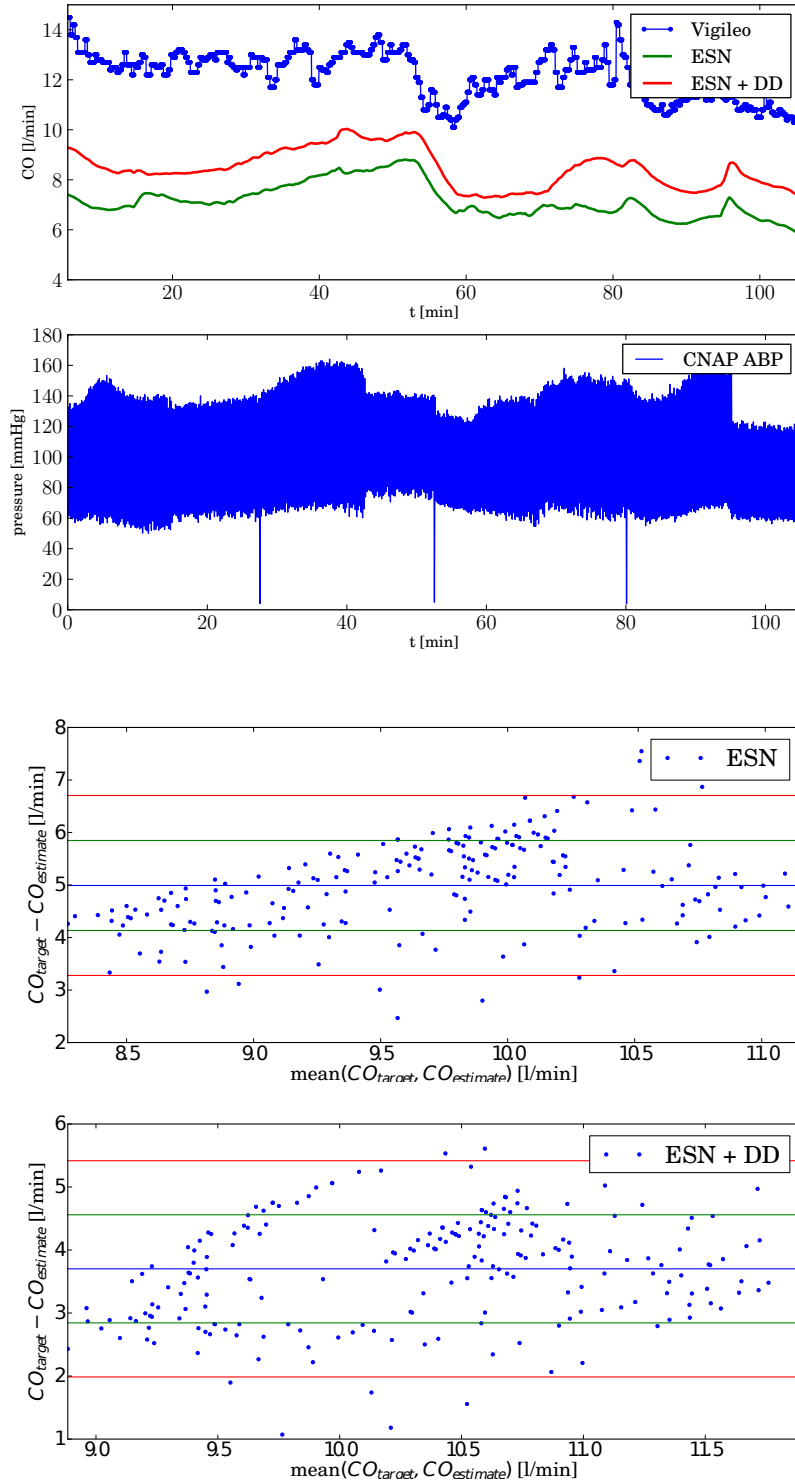 14
12
10
8
6
4
CO [l/min]
Vigileo
ESN
ESN + DD
20 40 60 80 100
t [min]
180
160
140
120
100
80
60
40
20
0
pressure [mmHg]
CNAP ABP
0 20 40 60 80 100
t [min]
8
7
6
5
4
3
2
CO_target − CO_estimate [l/min]
ESN
8.5 9.0 9.5 10.0 10.5 11.0
mean(CO_target, CO_estimate) [l/min]
6
5
4
3
2
1
CO_target − CO_estimate [l/min]
ESN + DD
9.0 9.5 10.0 10.5 11.0 11.5
mean(CO_target, CO_estimate) [l/min]